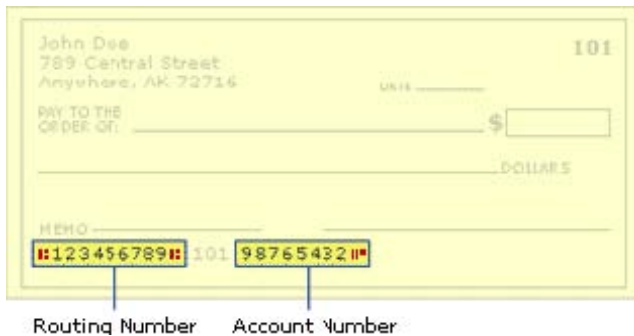 John Doe 101
789 Central Street
Anywhere, AK 72716
DATE
PAY TO THE
ORDER OF: $
DOLLARS
MEMO
⑆123456789⑆ 101 98765432⑈
Routing Number Account Number